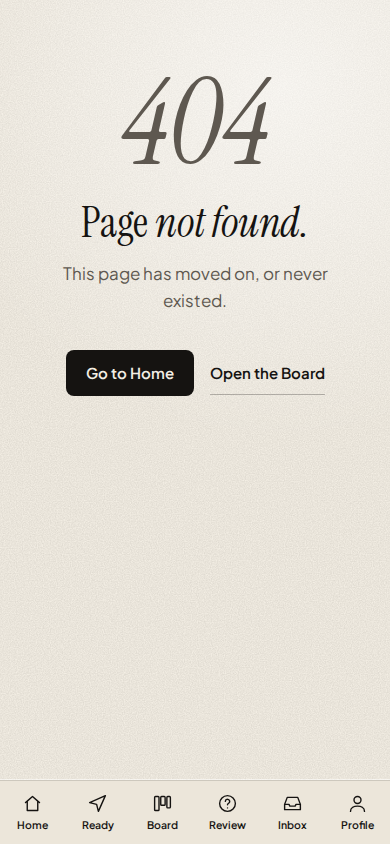 404
Page not found.
This page has moved on, or never
existed.
Go to Home
Open the Board
Home
Ready
Board
Review
Inbox
Profile